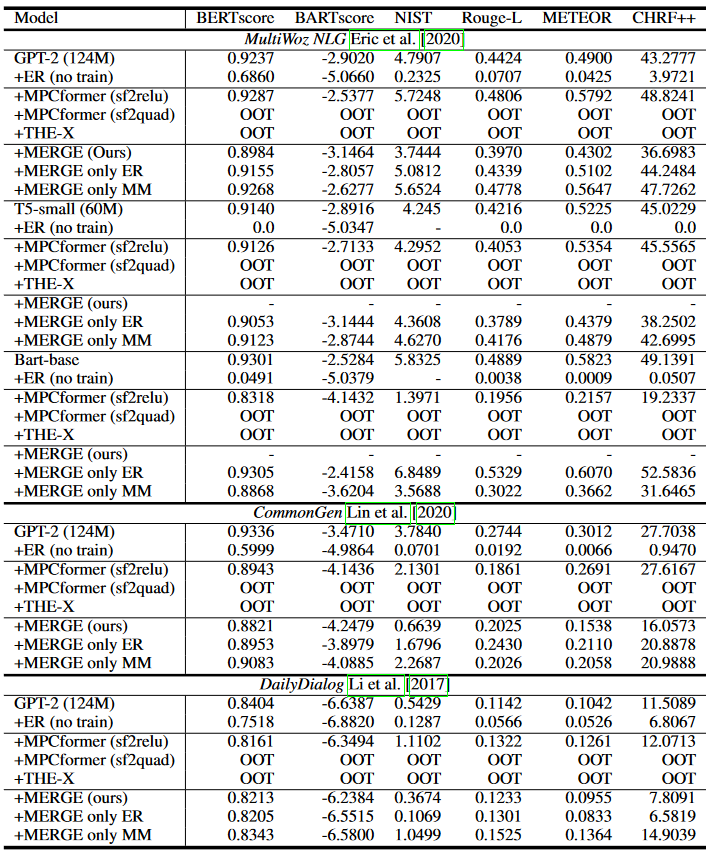 Model BERTscore BARTscore NIST Rouge-L METEOR CHRF++
MultiWoz NLG Eric et al. [2020]
GPT-2 (124M) 0.9237 -2.9020 4.7907 0.4424 0.4900 43.2777
+ER (no train) 0.6860 -5.0660 0.2325 0.0707 0.0425 3.9721
+MPCformer (sf2relu) 0.9287 -2.5377 5.7248 0.4806 0.5792 48.8241
+MPCformer (sf2quad) OOT OOT OOT OOT OOT OOT
+THE-X OOT OOT OOT OOT OOT OOT
+MERGE (Ours) 0.8984 -3.1464 3.7444 0.3970 0.4302 36.6983
+MERGE only ER 0.9155 -2.8057 5.0812 0.4339 0.5102 44.2484
+MERGE only MM 0.9268 -2.6277 5.6524 0.4778 0.5647 47.7262
T5-small (60M) 0.9140 -2.8916 4.245 0.4216 0.5225 45.0229
+ER (no train) 0.0 -5.0347 - 0.0 0.0 0.0
+MPCformer (sf2relu) 0.9126 -2.7133 4.2952 0.4053 0.5354 45.5565
+MPCformer (sf2quad) OOT OOT OOT OOT OOT OOT
+THE-X OOT OOT OOT OOT OOT OOT
+MERGE (ours) - - - - - -
+MERGE only ER 0.9053 -3.1444 4.3608 0.3789 0.4379 38.2502
+MERGE only MM 0.9123 -2.8744 4.6270 0.4176 0.4879 42.6995
Bart-base 0.9301 -2.5284 5.8325 0.4889 0.5823 49.1391
+ER (no train) 0.0491 -5.0379 - 0.0038 0.0009 0.0507
+MPCformer (sf2relu) 0.8318 -4.1432 1.3971 0.1956 0.2157 19.2337
+MPCformer (sf2quad) OOT OOT OOT OOT OOT OOT
+THE-X OOT OOT OOT OOT OOT OOT
+MERGE (ours) - - - - - -
+MERGE only ER 0.9305 -2.4158 6.8489 0.5329 0.6070 52.5836
+MERGE only MM 0.8868 -3.6204 3.5688 0.3022 0.3662 31.6465
CommonGen Lin et al. [2020]
GPT-2 (124M) 0.9336 -3.4710 3.7840 0.2744 0.3012 27.7038
+ER (no train) 0.5999 -4.9864 0.0701 0.0192 0.0066 0.9470
+MPCformer (sf2relu) 0.8943 -4.1436 2.1301 0.1861 0.2691 27.6167
+MPCformer (sf2quad) OOT OOT OOT OOT OOT OOT
+THE-X OOT OOT OOT OOT OOT OOT
+MERGE (ours) 0.8821 -4.2479 0.6639 0.2025 0.1538 16.0573
+MERGE only ER 0.8953 -3.8979 1.6796 0.2430 0.2110 20.8878
+MERGE only MM 0.9083 -4.0885 2.2687 0.2026 0.2058 20.9888
DailyDialog Li et al. [2017]
GPT-2 (124M) 0.8404 -6.6387 0.5429 0.1142 0.1042 11.5089
+ER (no train) 0.7518 -6.8820 0.1287 0.0566 0.0526 6.8067
+MPCformer (sf2relu) 0.8161 -6.3494 1.1102 0.1322 0.1261 12.0713
+MPCformer (sf2quad) OOT OOT OOT OOT OOT OOT
+THE-X OOT OOT OOT OOT OOT OOT
+MERGE (ours) 0.8213 -6.2384 0.3674 0.1233 0.0955 7.8091
+MERGE only ER 0.8205 -6.5515 0.1069 0.1301 0.0833 6.5819
+MERGE only MM 0.8343 -6.5800 1.0499 0.1525 0.1364 14.9039